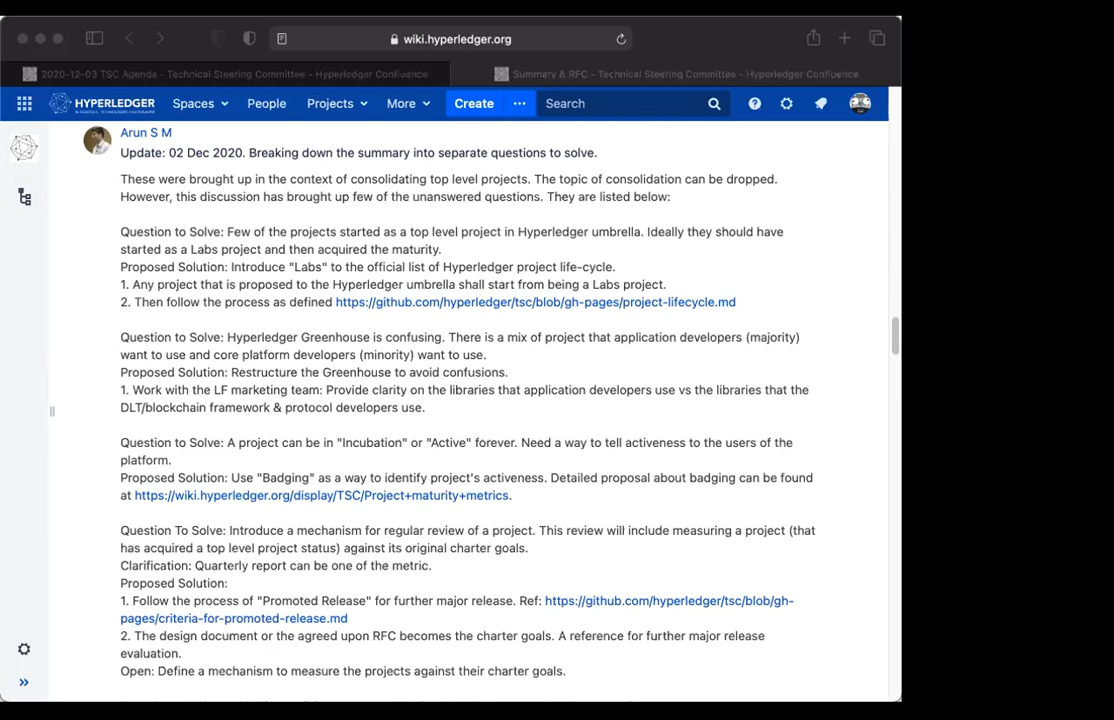 wiki.hyperledger.org
2020-12-03 TSC Agenda - Technical Steering Committee - Hyperledger Confluence
Summary & RFC - Technical Steering Committee - Hyperledger Confluence
HYPERLEDGER
Spaces
People
Projects
More
Create
Search
Arun S M
Update: 02 Dec 2020. Breaking down the summary into separate questions to solve.
These were brought up in the context of consolidating top level projects. The topic of consolidation can be dropped.
However, this discussion has brought up few of the unanswered questions. They are listed below:
Question to Solve: Few of the projects started as a top level project in Hyperledger umbrella. Ideally they should have
started as a Labs project and then acquired the maturity.
Proposed Solution: Introduce "Labs" to the official list of Hyperledger project life-cycle.
1. Any project that is proposed to the Hyperledger umbrella shall start from being a Labs project.
2. Then follow the process as defined https://github.com/hyperledger/tsc/blob/gh-pages/project-lifecycle.md
Question to Solve: Hyperledger Greenhouse is confusing. There is a mix of project that application developers (majority)
want to use and core platform developers (minority) want to use.
Proposed Solution: Restructure the Greenhouse to avoid confusions.
1. Work with the LF marketing team: Provide clarity on the libraries that application developers use vs the libraries that the
DLT/blockchain framework & protocol developers use.
Question to Solve: A project can be in "Incubation" or "Active" forever. Need a way to tell activeness to the users of the
platform.
Proposed Solution: Use "Badging" as a way to identify project's activeness. Detailed proposal about badging can be found
at https://wiki.hyperledger.org/display/TSC/Project+maturity+metrics.
Question To Solve: Introduce a mechanism for regular review of a project. This review will include measuring a project (that
has acquired a top level project status) against its original charter goals.
Clarification: Quarterly report can be one of the metric.
Proposed Solution:
1. Follow the process of "Promoted Release" for further major release. Ref: https://github.com/hyperledger/tsc/blob/gh-
pages/criteria-for-promoted-release.md
2. The design document or the agreed upon RFC becomes the charter goals. A reference for further major release
evaluation.
Open: Define a mechanism to measure the projects against their charter goals.